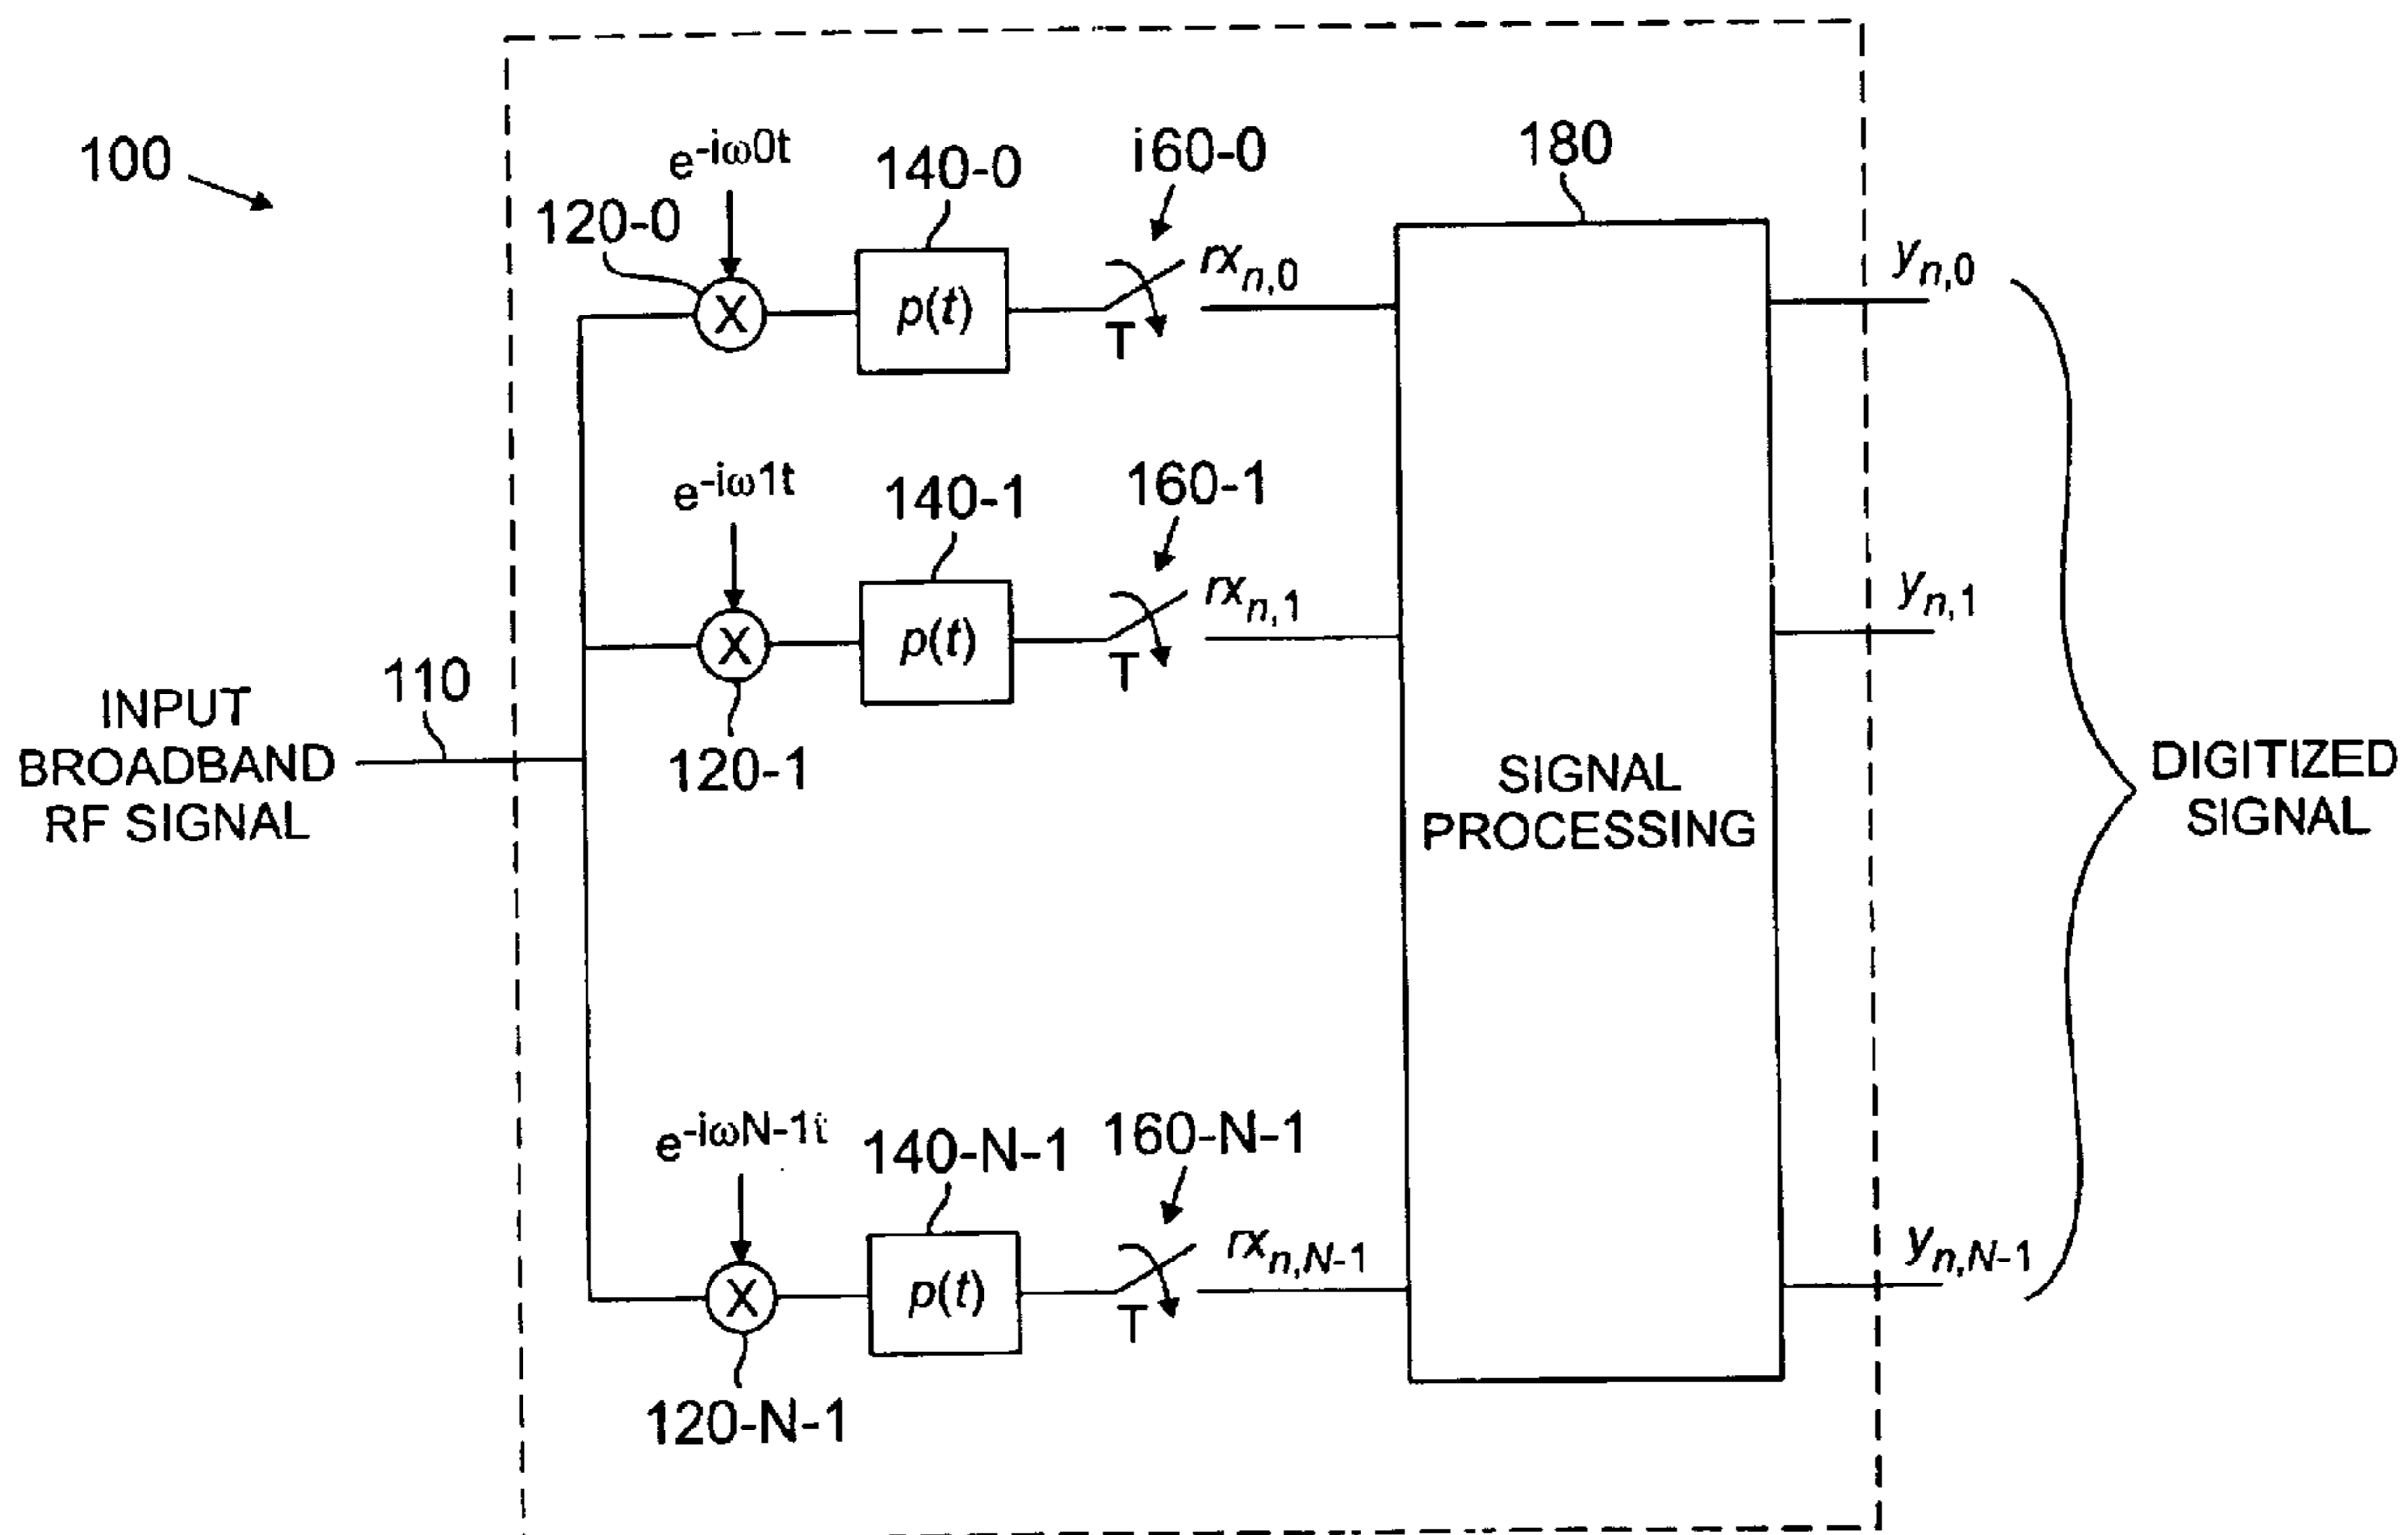 100
e-iω0t
120-0
140-0
i60-0
180
p(t)
T
rxn,0
yn,0
e-iω1t
140-1
160-1
p(t)
T
rxn,1
yn,1
120-1
110
INPUT
BROADBAND
RF SIGNAL
SIGNAL
PROCESSING
DIGITIZED
SIGNAL
e-iωN-1t
140-N-1
160-N-1
p(t)
T
rxn,N-1
yn,N-1
120-N-1
X
X
X